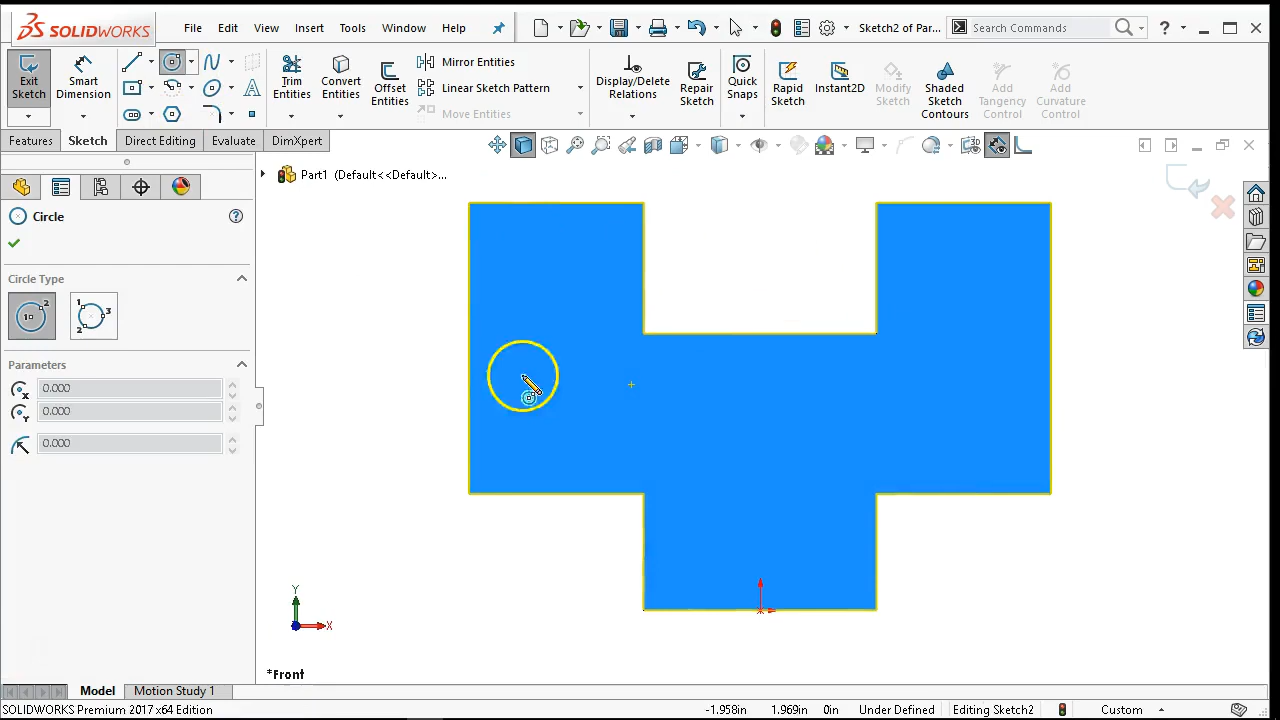 SOLIDWORKS
File Edit View Insert Tools Window Help
Sketch2 of Par...
Search Commands
Exit Sketch
Smart Dimension
Trim Entities
Convert Entities
Offset Entities
Mirror Entities
Linear Sketch Pattern
Move Entities
Display/Delete Relations
Repair Sketch
Quick Snaps
Rapid Sketch
Instant2D
Modify Sketch
Shaded Sketch Contours
Add Tangency Control
Add Curvature Control
Features Sketch Direct Editing Evaluate DimXpert
Part1 (Default<<Default>...
Circle
Circle Type
Parameters
0.000
0.000
0.000
Y
X
*Front
Model Motion Study 1
SOLIDWORKS Premium 2017 x64 Edition
-1.958in 1.969in 0in Under Defined Editing Sketch2 Custom